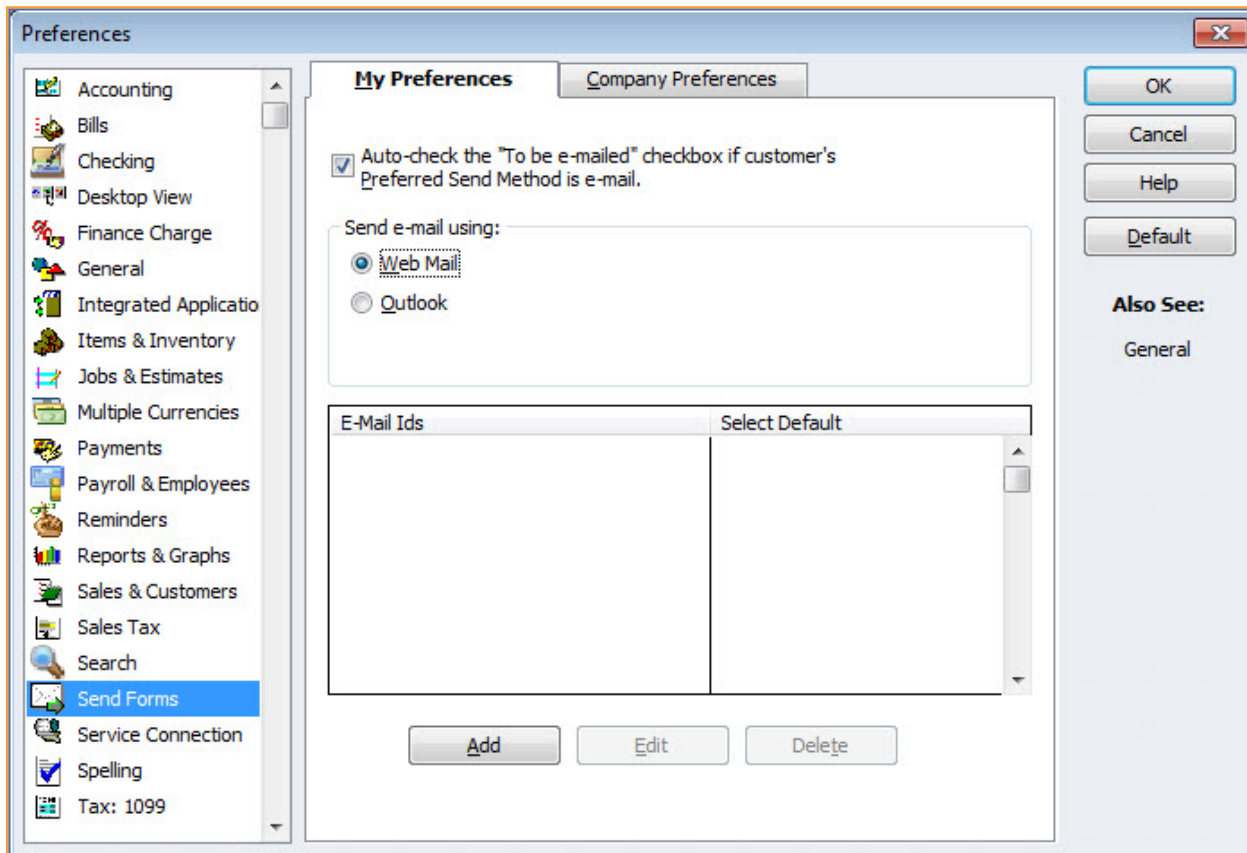 Preferences
Accounting
Bills
Checking
Desktop View
Finance Charge
General
Integrated Applicatio
Items & Inventory
Jobs & Estimates
Multiple Currencies
Payments
Payroll & Employees
Reminders
Reports & Graphs
Sales & Customers
Sales Tax
Search
Send Forms
Service Connection
Spelling
Tax: 1099
My Preferences
Company Preferences
Auto-check the "To be e-mailed" checkbox if customer's
Preferred Send Method is e-mail.
Send e-mail using:
Web Mail
Outlook
E-Mail Ids
Select Default
Add
Edit
Delete
OK
Cancel
Help
Default
Also See:
General